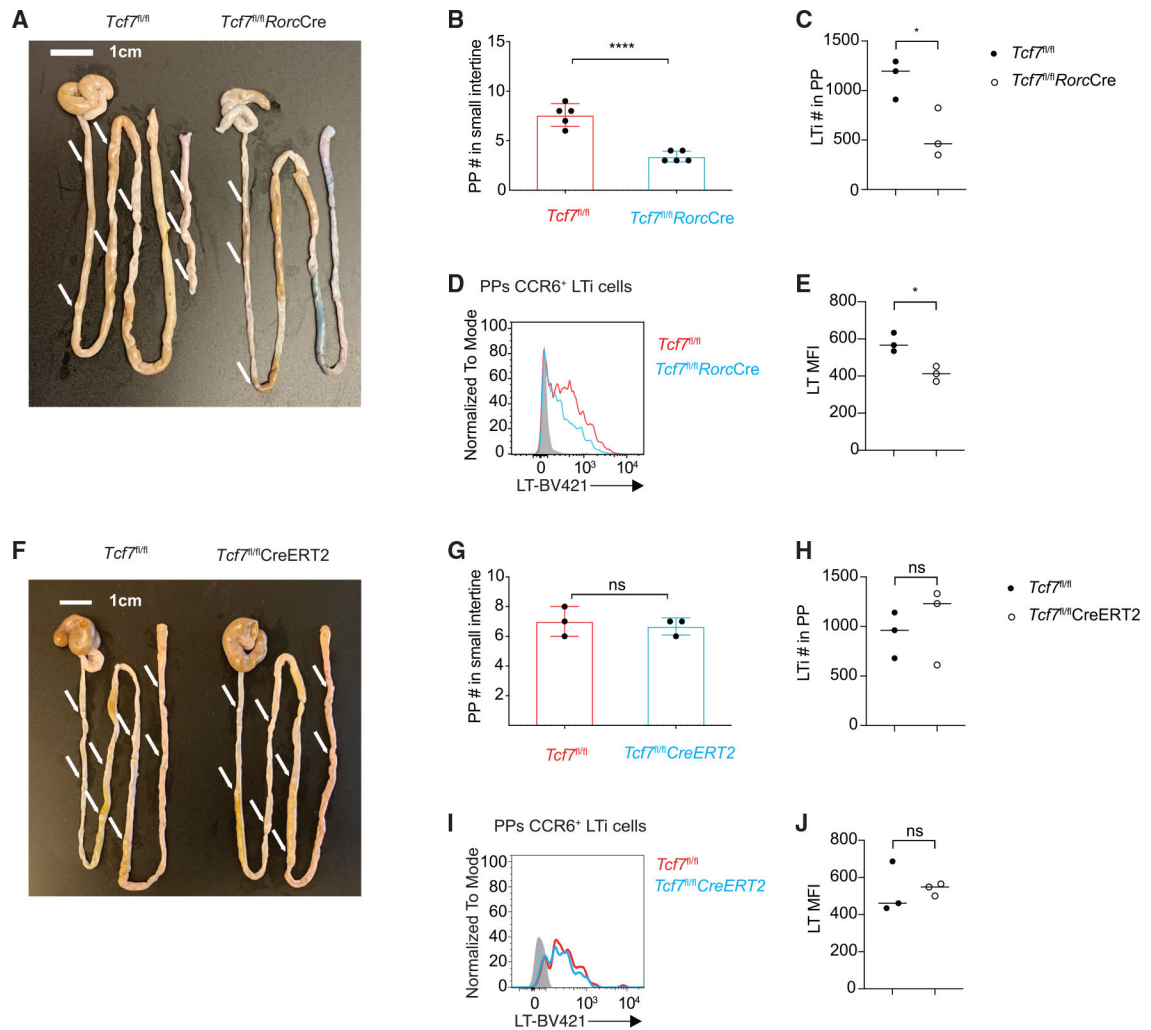 A
Tcf7fl/fl
Tcf7fl/flRorcCre
1cm
B
PP # in small intertine
15
10
5
0
****
Tcf7fl/fl
Tcf7fl/flRorcCre
C
LTi # in PP
1500
1000
500
0
*
Tcf7fl/fl
Tcf7fl/flRorcCre
D
PPs CCR6+ LTi cells
Normalized To Mode
100
80
60
40
20
0
0 10³ 10⁴
LT-BV421
Tcf7fl/fl
Tcf7fl/flRorcCre
E
LT MFI
800
600
400
200
0
*
F
Tcf7fl/fl
Tcf7fl/flCreERT2
1cm
G
PP # in small intertine
10
8
6
4
2
ns
Tcf7fl/fl
Tcf7fl/flCreERT2
H
LTi # in PP
1500
1000
500
0
ns
Tcf7fl/fl
Tcf7fl/flCreERT2
I
PPs CCR6+ LTi cells
Normalized To Mode
100
80
60
40
20
0
0 10³ 10⁴
LT-BV421
Tcf7fl/fl
Tcf7fl/flCreERT2
J
LT MFI
800
600
400
200
0
ns